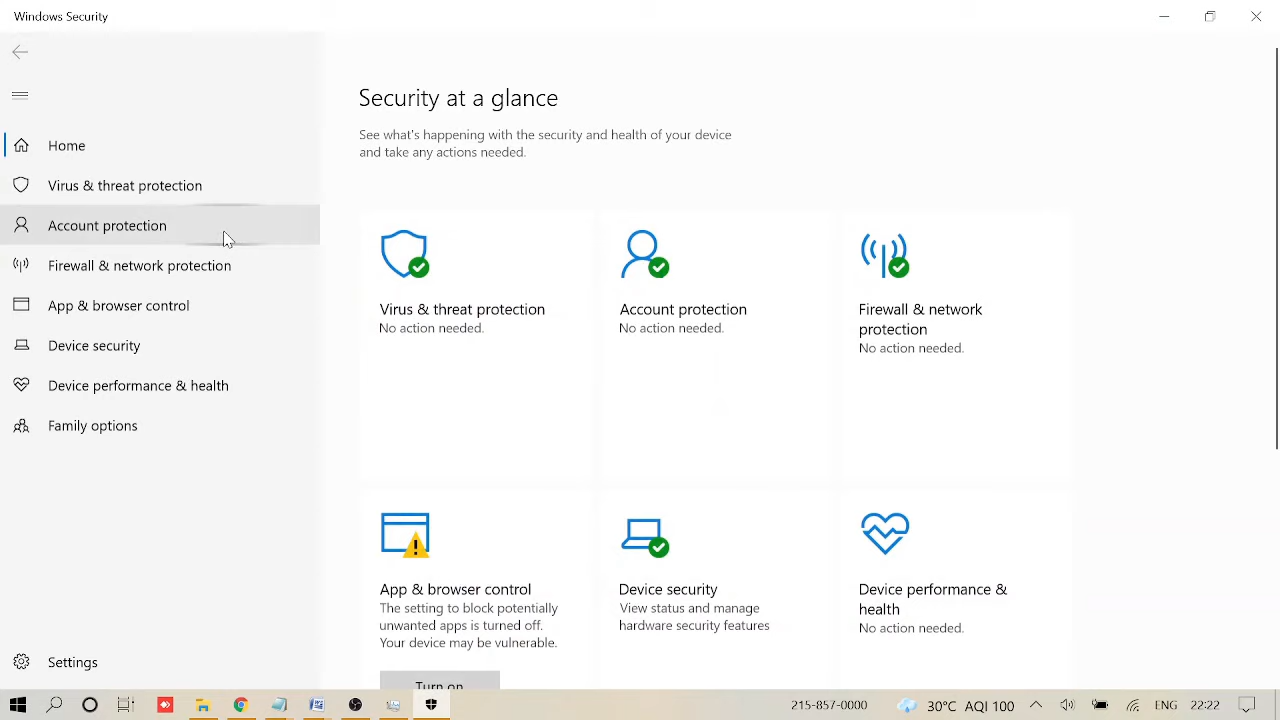 Windows Security
Home
Virus & threat protection
Account protection
Firewall & network protection
App & browser control
Device security
Device performance & health
Family options
Settings
Security at a glance
See what's happening with the security and health of your device
and take any actions needed.
Virus & threat protection
No action needed.
Account protection
No action needed.
Firewall & network
protection
No action needed.
App & browser control
The setting to block potentially
unwanted apps is turned off.
Your device may be vulnerable.
Turn on
Device security
View status and manage
hardware security features
Device performance &
health
No action needed.
215-857-0000
30°C AQI 100
ENG
22:22